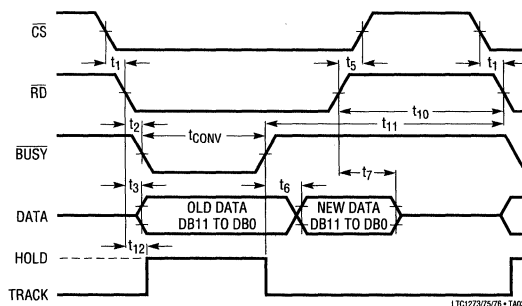 CS
t1
t5
t1
RD
t10
t2
tCONV
t11
BUSY
t7
t3
t6
DATA
OLD DATA
DB11 TO DB0
NEW DATA
DB11 TO DB0
t12
HOLD
TRACK
LTC1273/75/76 • TA03